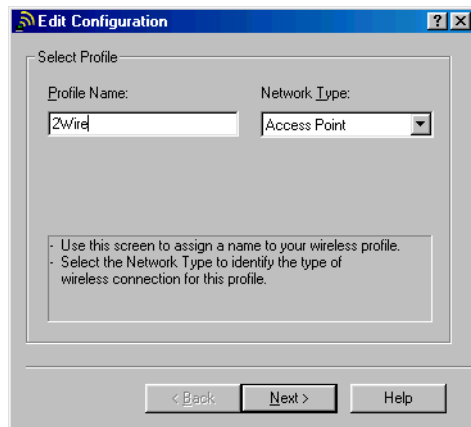 Edit Configuration
Select Profile
Profile Name:
Network Type:
2Wire
Access Point
- Use this screen to assign a name to your wireless profile.
- Select the Network Type to identify the type of
wireless connection for this profile.
< Back
Next >
Help